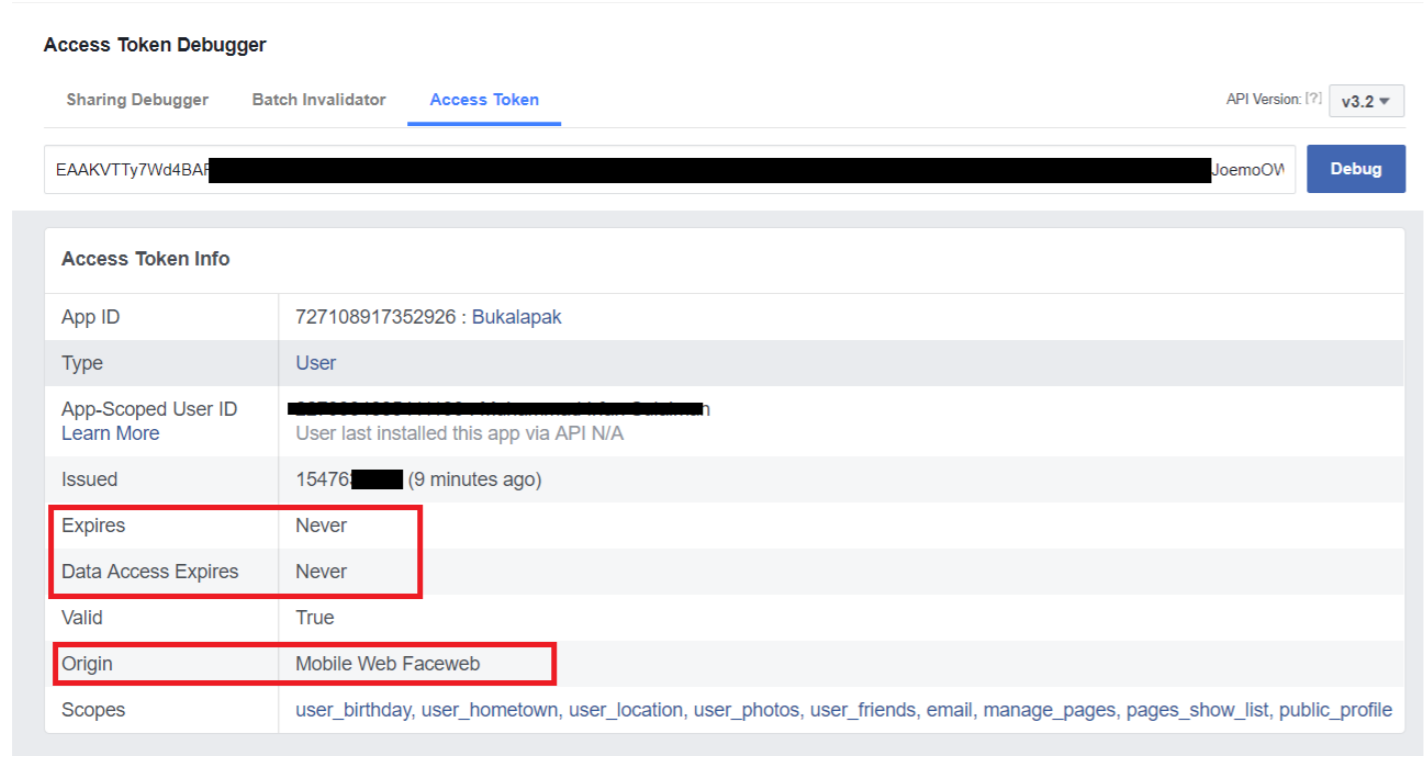 Access Token Debugger
Sharing Debugger Batch Invalidator Access Token API Version: [?] v3.2
EAAKVTTy7Wd4BAF JoemoOW Debug
Access Token Info
App ID 727108917352926 : Bukalapak
Type User
App-Scoped User ID
Learn More User last installed this app via API N/A
Issued 15476 (9 minutes ago)
Expires Never
Data Access Expires Never
Valid True
Origin Mobile Web Faceweb
Scopes user_birthday, user_hometown, user_location, user_photos, user_friends, email, manage_pages, pages_show_list, public_profile